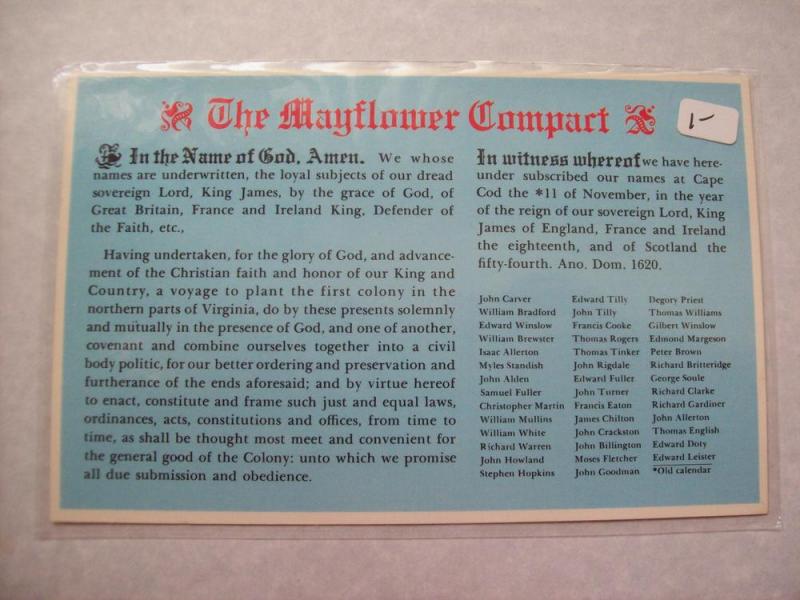 The Mayflower Compact
1-
In the Name of God, Amen. We whose
names are underwritten, the loyal subjects of our dread
sovereign Lord, King James, by the grace of God, of
Great Britain, France and Ireland King, Defender of
the Faith, etc.,
Having undertaken, for the glory of God, and advance-
ment of the Christian faith and honor of our King and
Country, a voyage to plant the first colony in the
northern parts of Virginia, do by these presents solemnly
and mutually in the presence of God, and one of another,
covenant and combine ourselves together into a civil
body politic, for our better ordering and preservation and
furtherance of the ends aforesaid; and by virtue hereof
to enact, constitute and frame such just and equal laws,
ordinances, acts, constitutions and offices, from time to
time, as shall be thought most meet and convenient for
the general good of the Colony: unto which we promise
all due submission and obedience.
In witness whereof we have here-
under subscribed our names at Cape
Cod the *11 of November, in the year
of the reign of our sovereign Lord, King
James of England, France and Ireland
the eighteenth, and of Scotland the
fifty-fourth. Ano. Dom. 1620.
John Carver
William Bradford
Edward Winslow
William Brewster
Isaac Allerton
Myles Standish
John Alden
Samuel Fuller
Christopher Martin
William Mullins
William White
Richard Warren
John Howland
Stephen Hopkins
Edward Tilly
John Tilly
Francis Cooke
Thomas Rogers
Thomas Tinker
John Rigdale
Edward Fuller
John Turner
Francis Eaton
James Chilton
John Crackston
John Billington
Moses Fletcher
John Goodman
Degory Priest
Thomas Williams
Gilbert Winslow
Edmond Margeson
Peter Brown
Richard Britteridge
George Soule
Richard Clarke
Richard Gardiner
John Allerton
Thomas English
Edward Doty
Edward Leister
*Old calendar